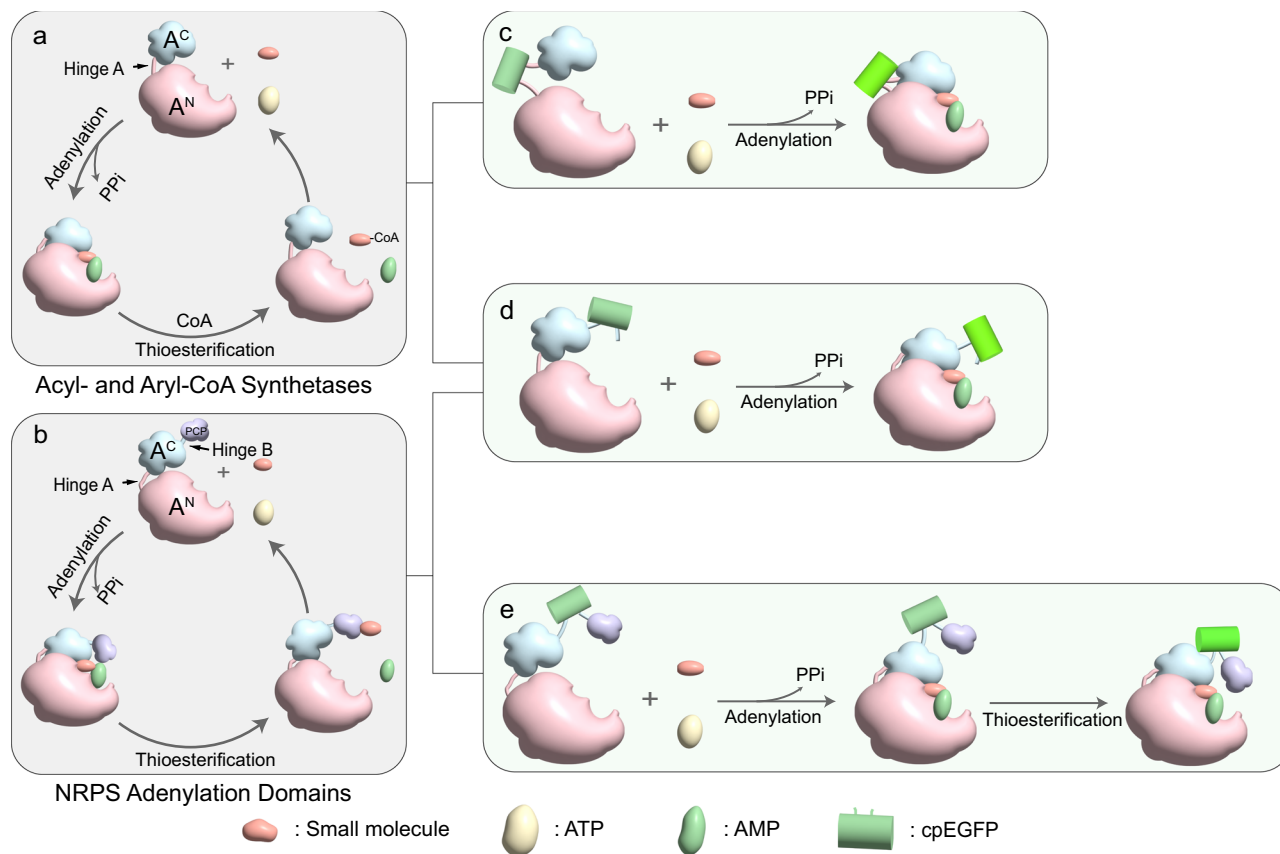 a
A^C
Hinge A
+
A^N
Adenylation
PPi
-CoA
CoA
Thioesterification
Acyl- and Aryl-CoA Synthetases
b
PCP
A^C
Hinge B
+
Hinge A
A^N
Adenylation
PPi
Thioesterification
NRPS Adenylation Domains
c
+
PPi
Adenylation
d
+
PPi
Adenylation
e
+
PPi
Adenylation
Thioesterification
: Small molecule : ATP : AMP : cpEGFP